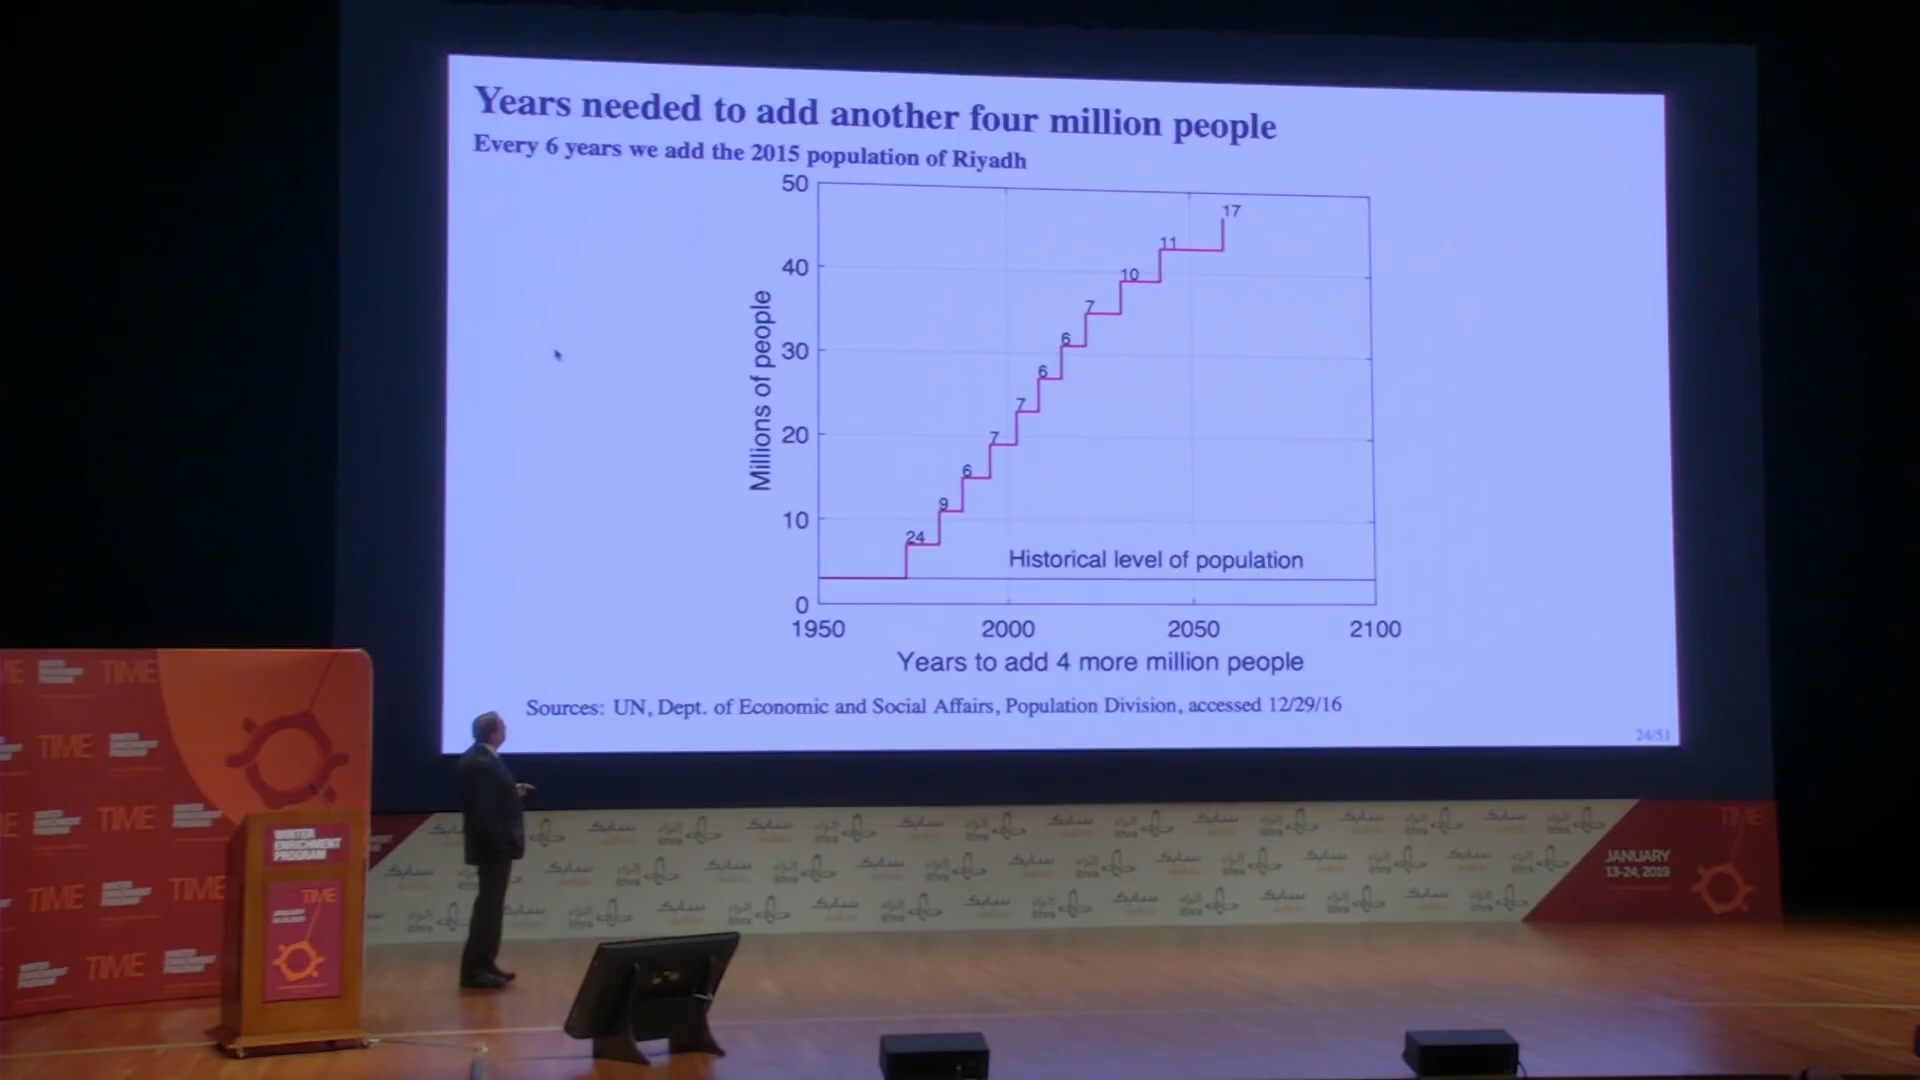 Years needed to add another four million people
Every 6 years we add the 2015 population of Riyadh
50
40
30
20
10
0
Millions of people
17
11
10
7
6
6
7
7
6
9
24
Historical level of population
1950
2000
2050
2100
Years to add 4 more million people
Sources: UN, Dept. of Economic and Social Affairs, Population Division, accessed 12/29/16
24/51
TIME
TIME
TIME
TIME
TIME
WINTER
ENRICHMENT
PROGRAM
TIME
JANUARY
13-24, 2019
TIME